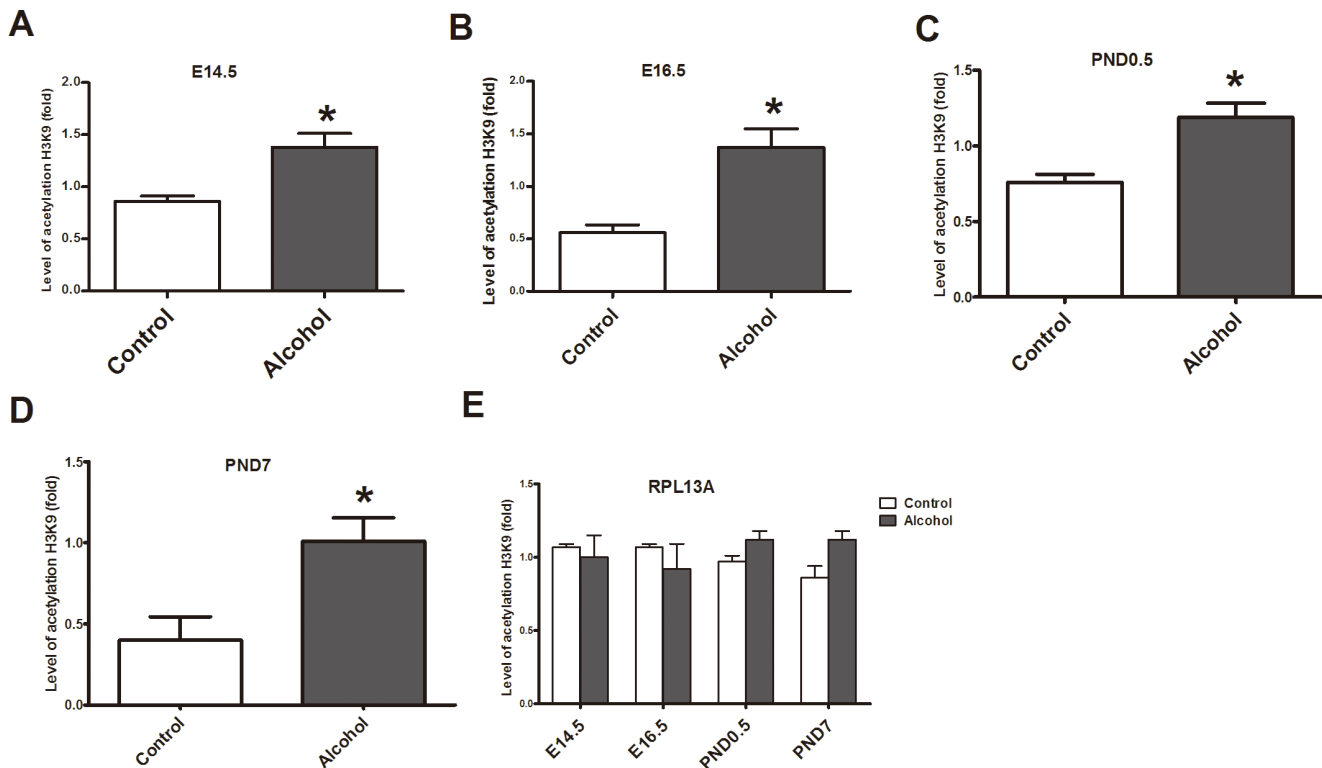 A
E14.5
Level of acetylation H3K9 (fold)
2.0
1.5
1.0
0.5
0.0
*
Control
Alcohol
B
E16.5
Level of acetylation H3K9 (fold)
2.0
1.5
1.0
0.5
0.0
*
Control
Alcohol
C
PND0.5
Level of acetylation H3K9 (fold)
1.5
1.0
0.5
0.0
*
Control
Alcohol
D
PND7
Level of acetylation H3K9 (fold)
1.5
1.0
0.5
0.0
*
Control
Alcohol
E
RPL13A
Level of acetylation H3K9 (fold)
1.5
1.0
0.5
0.0
E14.5
E16.5
PND0.5
PND7
Control
Alcohol